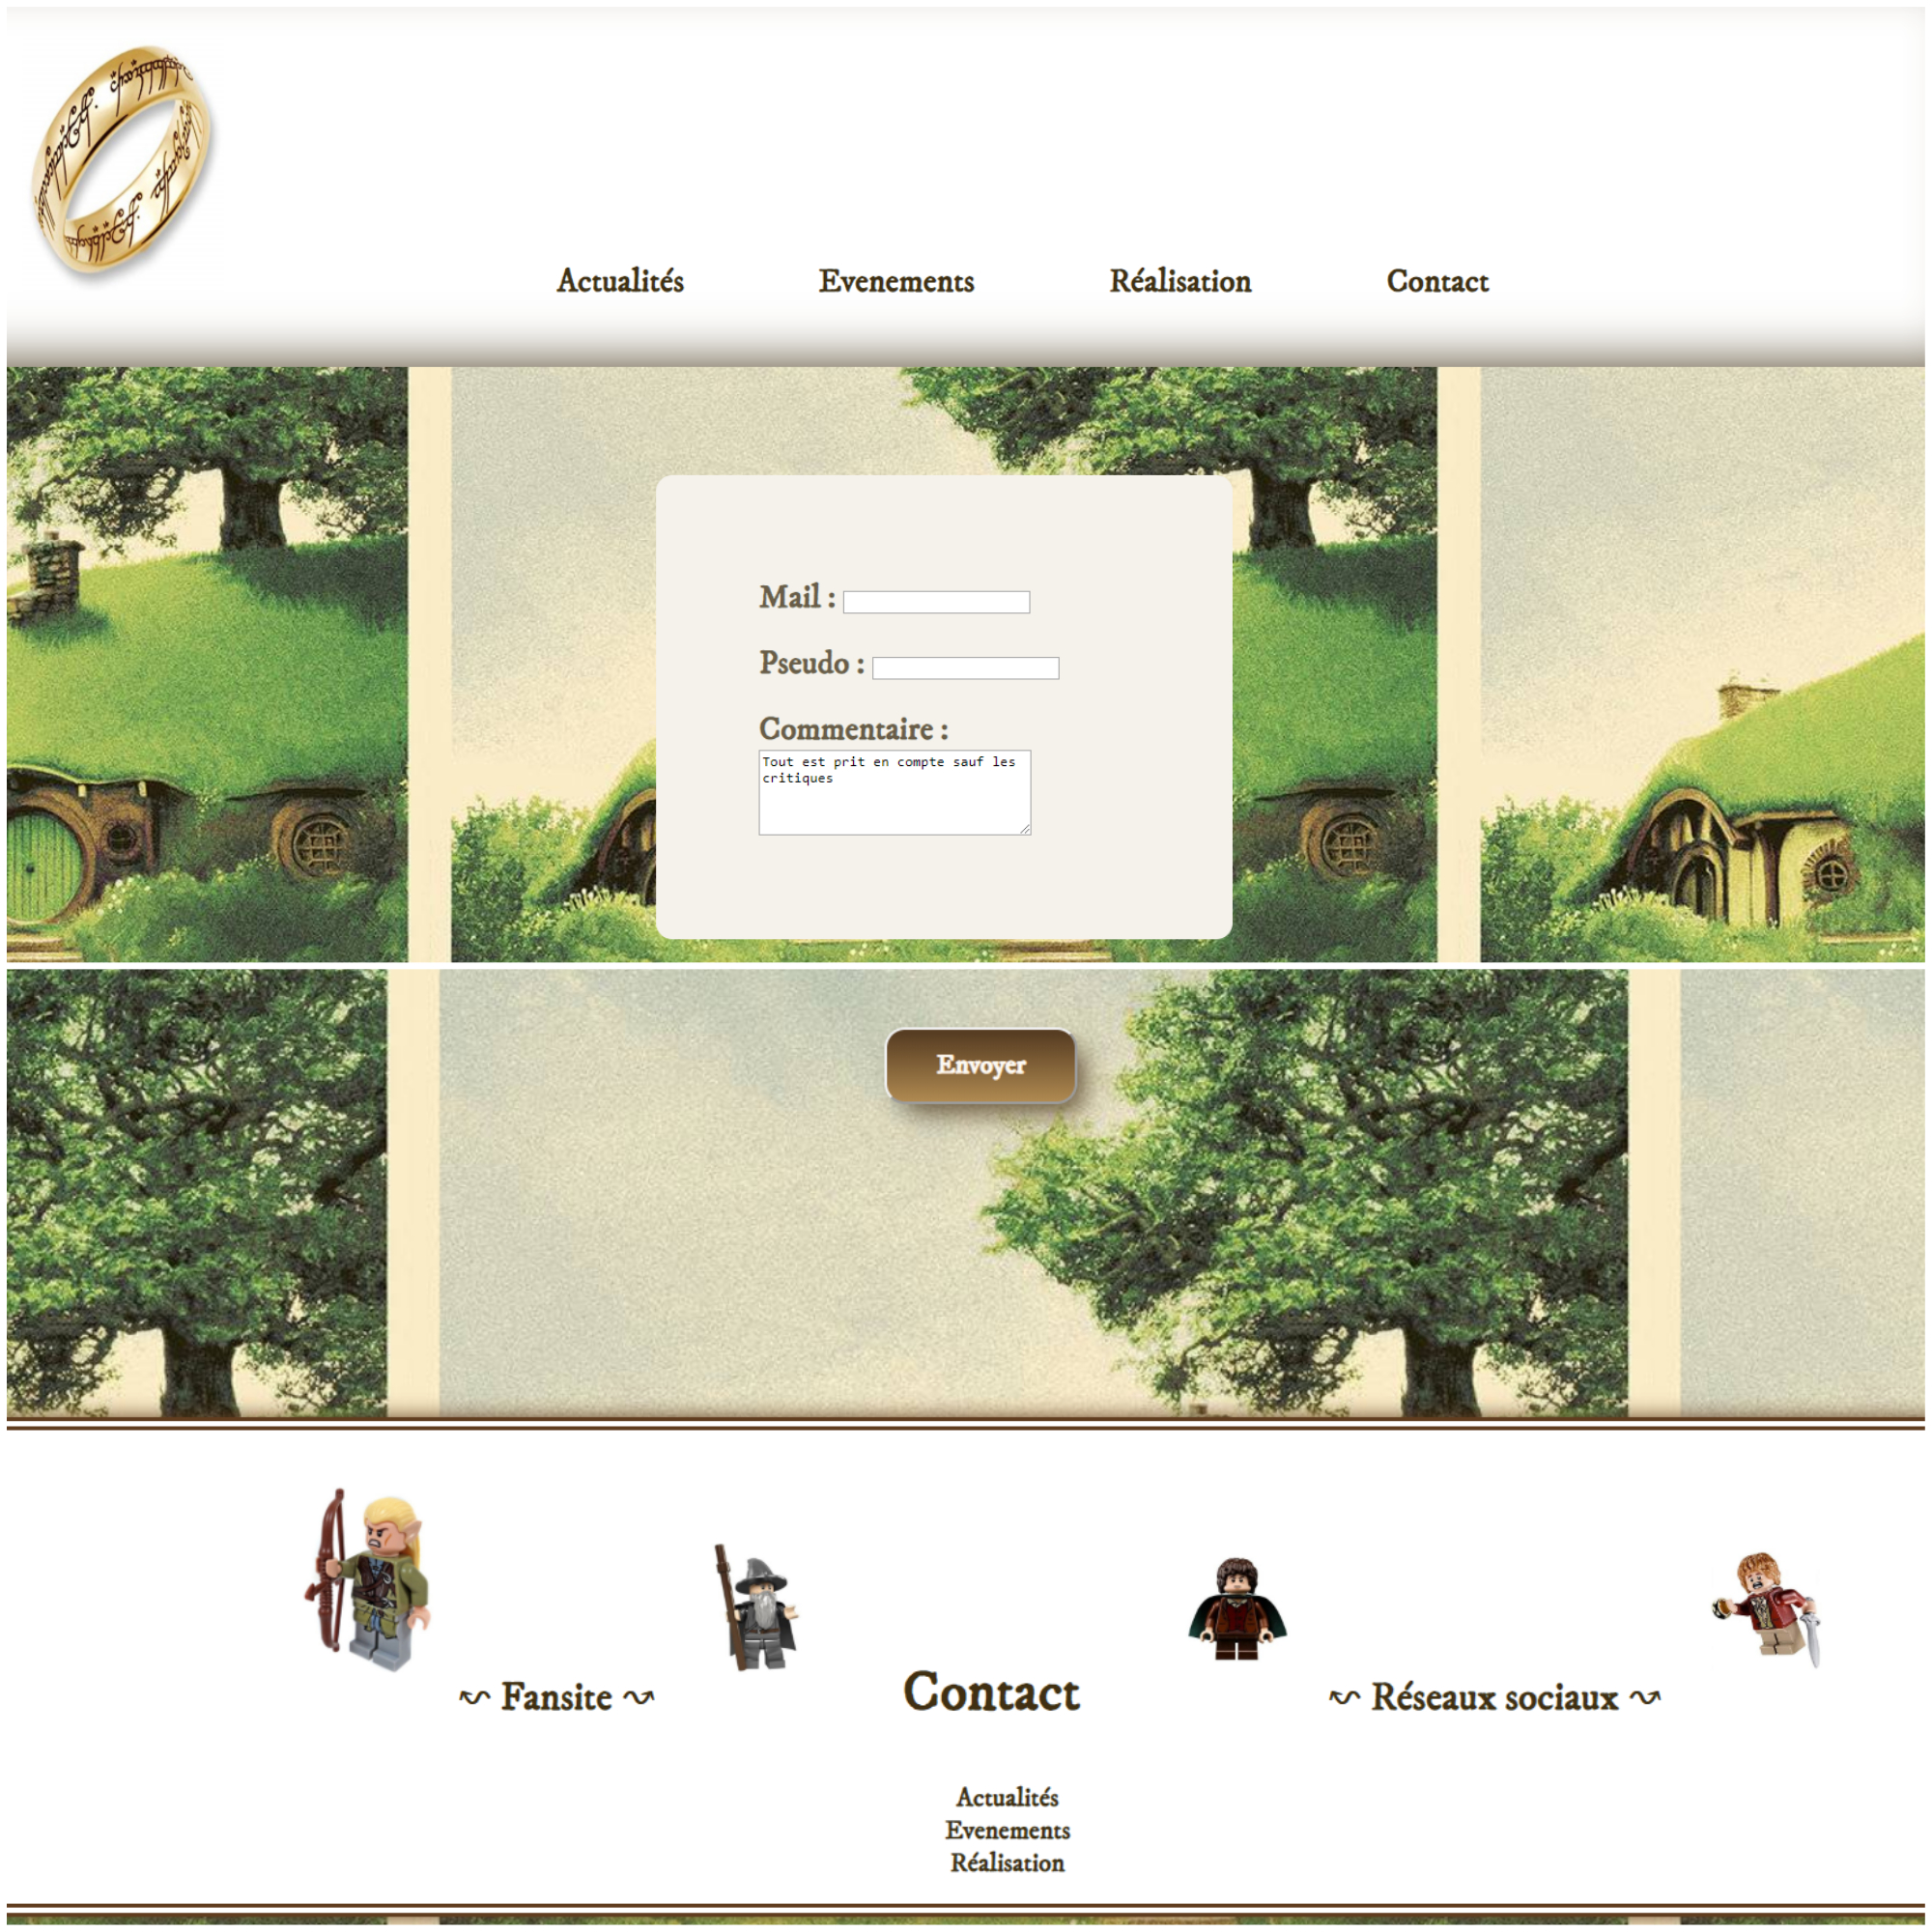 Actualités
Evenements
Réalisation
Contact
Mail :
Pseudo :
Commentaire :
Tout est prit en compte sauf les
critiques
Envoyer
Fansite
Contact
Réseaux sociaux
Actualités
Evenements
Réalisation